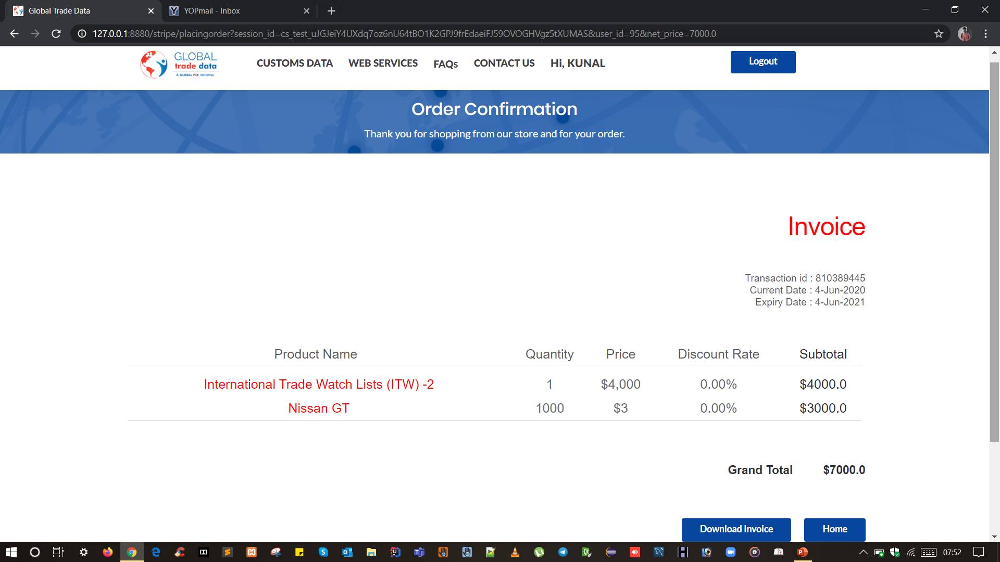 Global Trade Data
YOPmail - Inbox
127.0.0.1:8880/stripe/placingorder?session_id=cs_test_uJGJeiY4UXdq7oz6nU64tBO1K2GPJ9frEdaeiFJ59OVOGHVgz5tXUMAS&user_id=95&net_price=7000.0
GLOBAL
trade data
A GLOBAL VOX Initiative
CUSTOMS DATA WEB SERVICES FAQs CONTACT US Hi, KUNAL Logout
Order Confirmation
Thank you for shopping from our store and for your order.
Invoice
Transaction id : 810389445
Current Date : 4-Jun-2020
Expiry Date : 4-Jun-2021
Product Name Quantity Price Discount Rate Subtotal
International Trade Watch Lists (ITW) -2 1 $4,000 0.00% $4000.0
Nissan GT 1000 $3 0.00% $3000.0
Grand Total $7000.0
Download Invoice Home
07:52